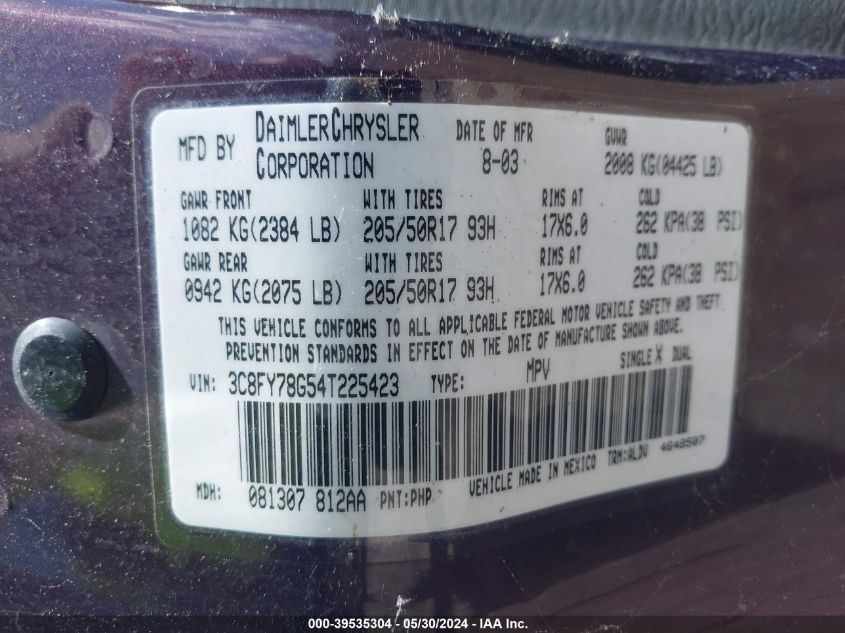 MFD BY DAIMLERCHRYSLER CORPORATION DATE OF MFR 8-03 GVWR 2008 KG(04425 LB)
GAWR FRONT WITH TIRES RIMS AT COLD
1082 KG(2384 LB) 205/50R17 93H 17X6.0 262 KPA(38 PSI)
GAWR REAR WITH TIRES RIMS AT COLD
0942 KG(2075 LB) 205/50R17 93H 17X6.0 262 KPA(38 PSI)
THIS VEHICLE CONFORMS TO ALL APPLICABLE FEDERAL MOTOR VEHICLE SAFETY AND THEFT
PREVENTION STANDARDS IN EFFECT ON THE DATE OF MANUFACTURE SHOWN ABOVE.
VIN: 3C8FY78G54T225423 TYPE: MPV SINGLE X DUAL
MDH: 081307 812AA PNT:PHP VEHICLE MADE IN MEXICO TRM:ALDV 4648507
000-39535304 - 05/30/2024 - IAAI Inc.